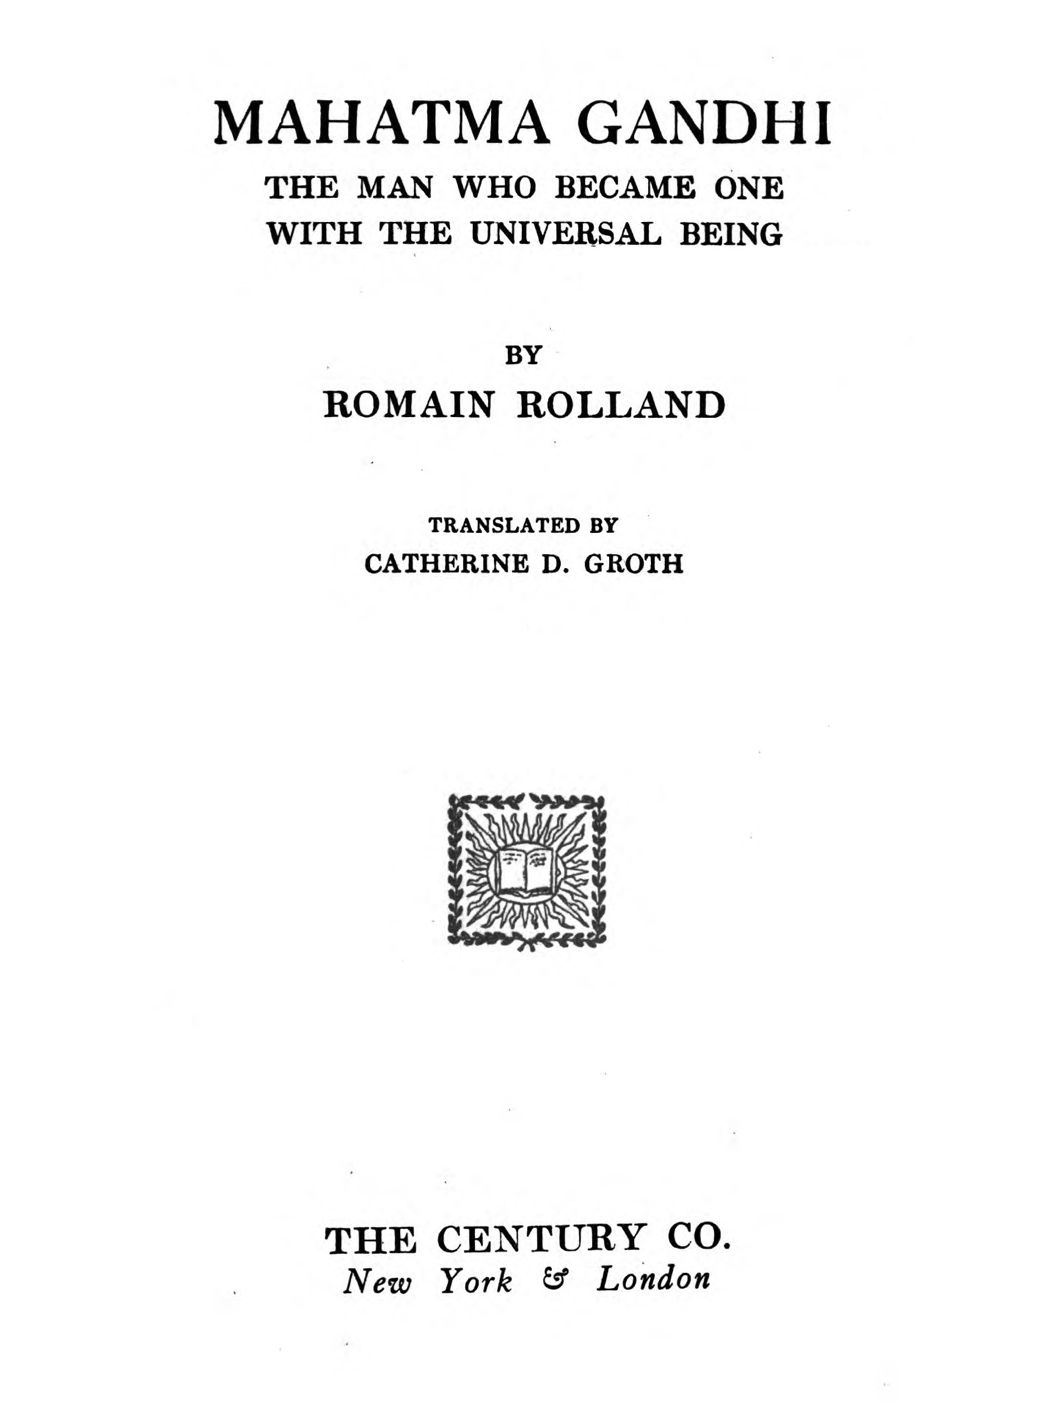 MAHATMA GANDHI
THE MAN WHO BECAME ONE
WITH THE UNIVERSAL BEING
BY
ROMAIN ROLLAND
TRANSLATED BY
CATHERINE D. GROTH
THE CENTURY CO.
New York & London